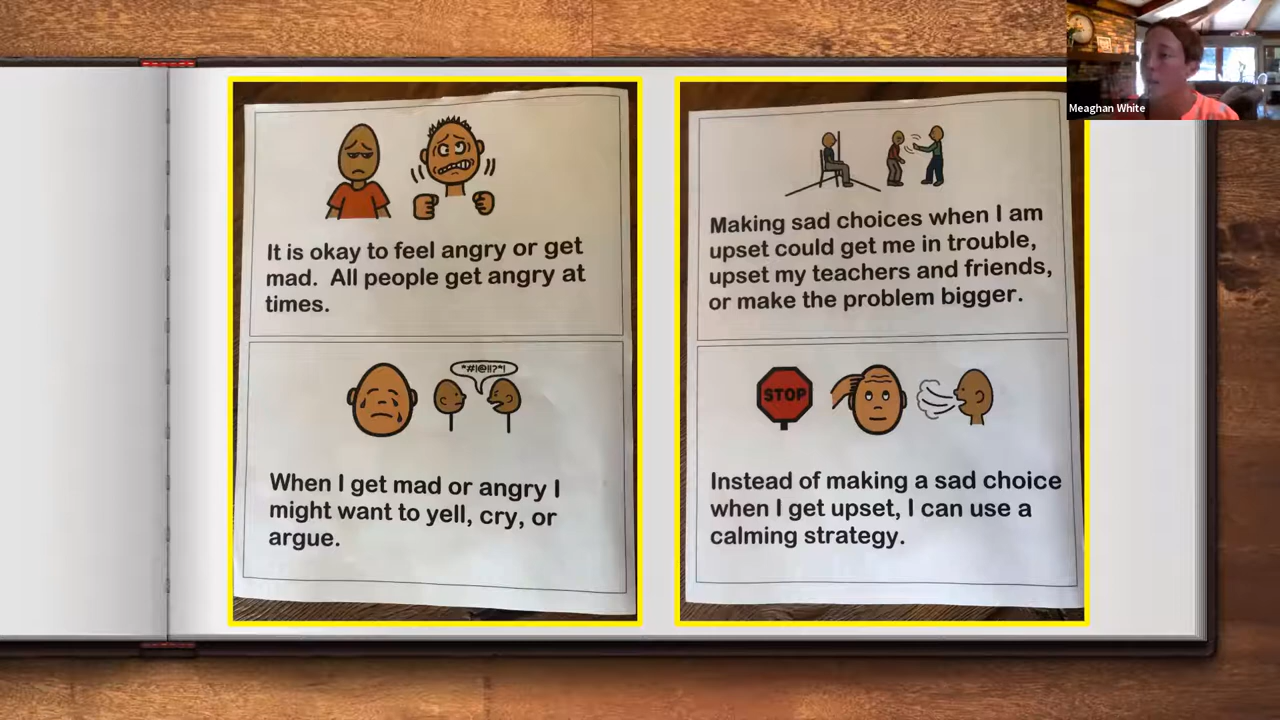 Meaghan White
It is okay to feel angry or get
mad. All people get angry at
times.
*#!@!!?*!
When I get mad or angry I
might want to yell, cry, or
argue.
Making sad choices when I am
upset could get me in trouble,
upset my teachers and friends,
or make the problem bigger.
STOP
Instead of making a sad choice
when I get upset, I can use a
calming strategy.